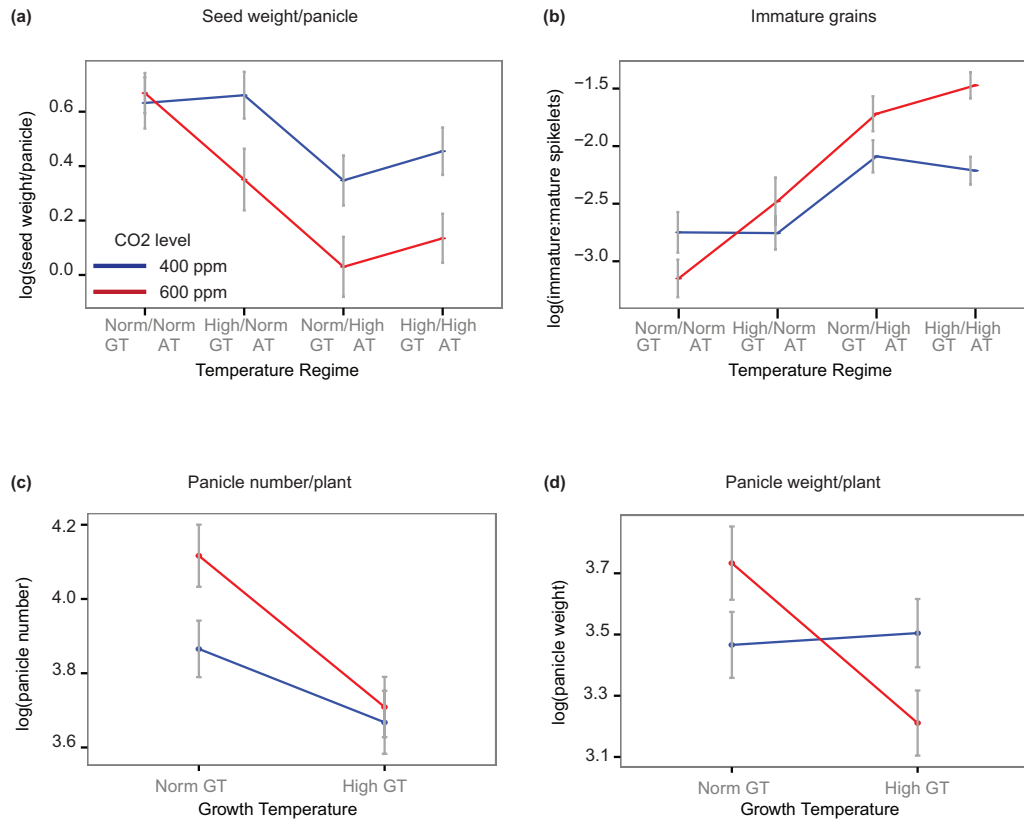 (a)
Seed weight/panicle
log(seed weight/panicle)
0.6
0.4
0.2
0.0
CO2 level
400 ppm
600 ppm
Norm/Norm High/Norm Norm/High High/High
GT AT GT AT GT AT GT AT
Temperature Regime
(b)
Immature grains
log(immature:mature spikelets)
−1.5
−2.0
−2.5
−3.0
Norm/Norm High/Norm Norm/High High/High
GT AT GT AT GT AT GT AT
Temperature Regime
(c)
Panicle number/plant
log(panicle number)
4.2
4.0
3.8
3.6
Norm GT High GT
Growth Temperature
(d)
Panicle weight/plant
log(panicle weight)
3.7
3.5
3.3
3.1
Norm GT High GT
Growth Temperature